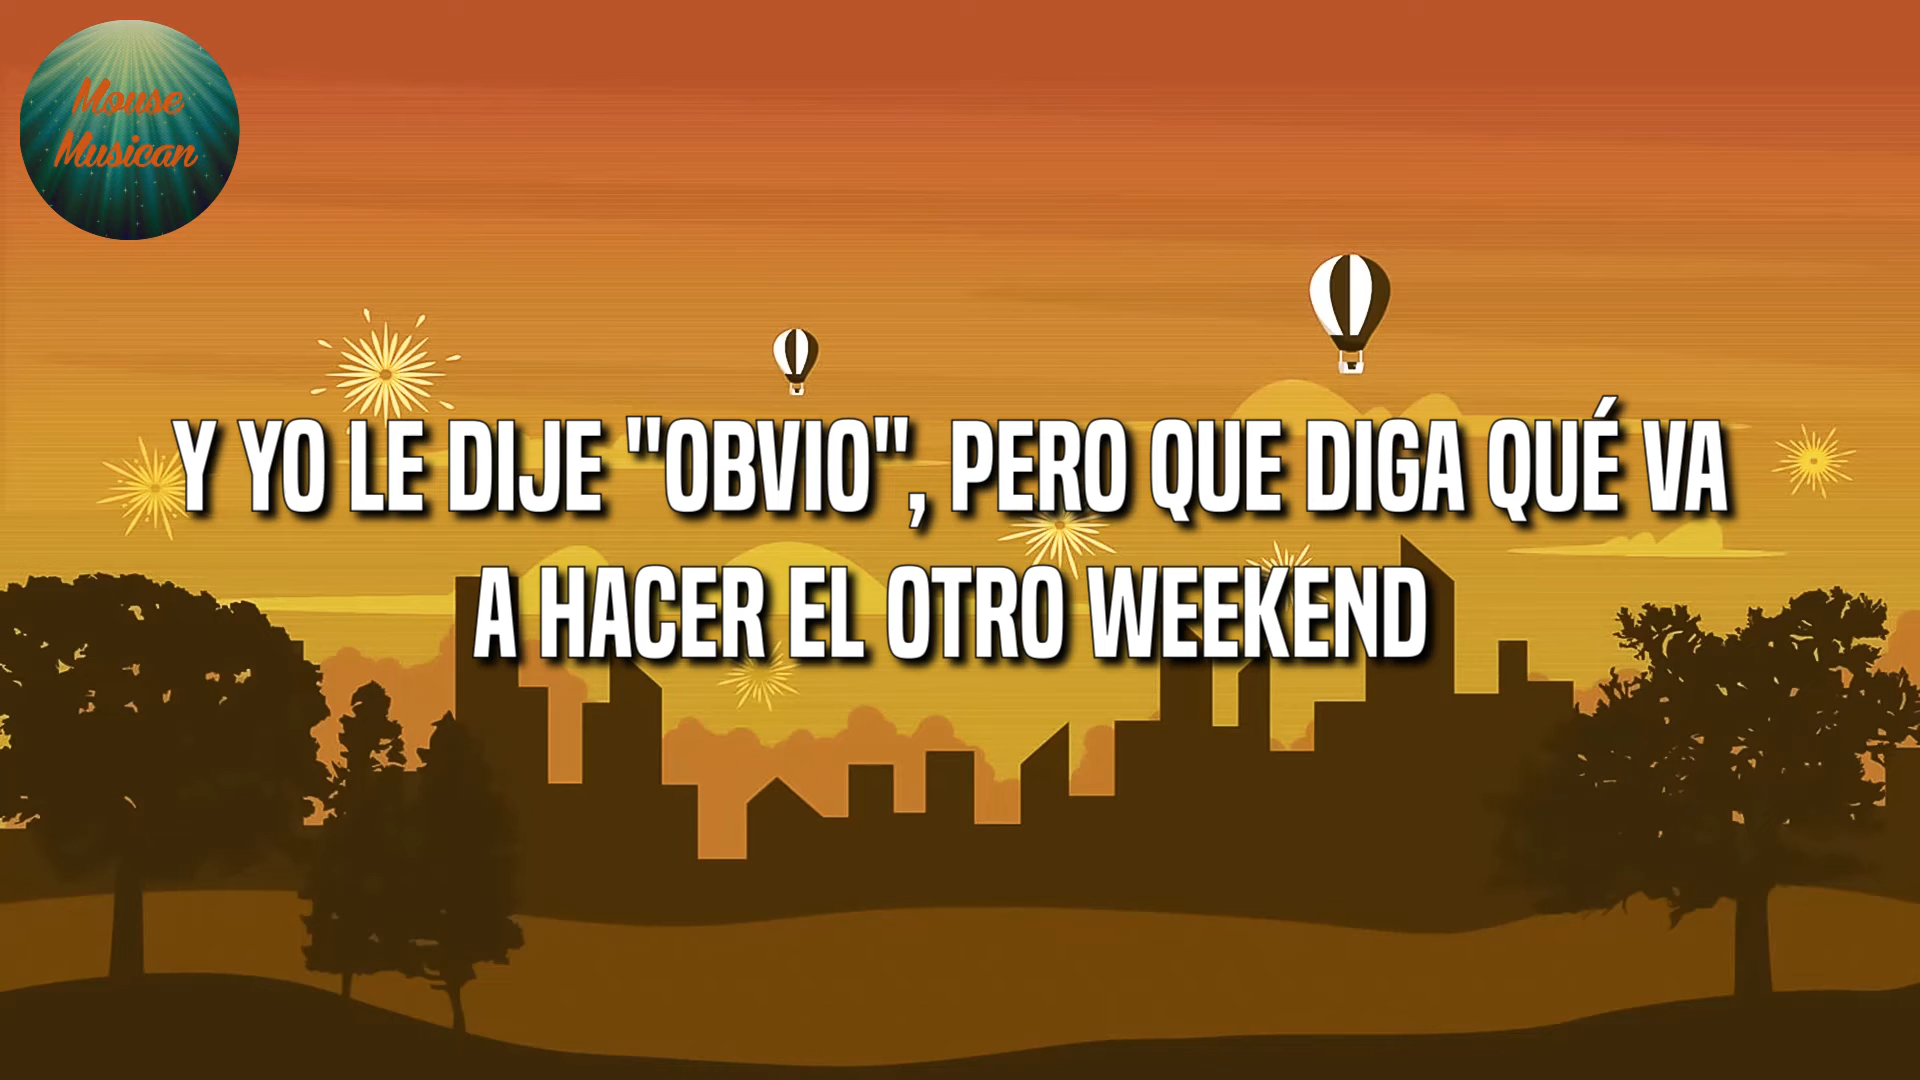 Mouse
Musican
Y YO LE DIJE "OBVIO", PERO QUE DIGA QUÉ VA
A HACER EL OTRO WEEKEND